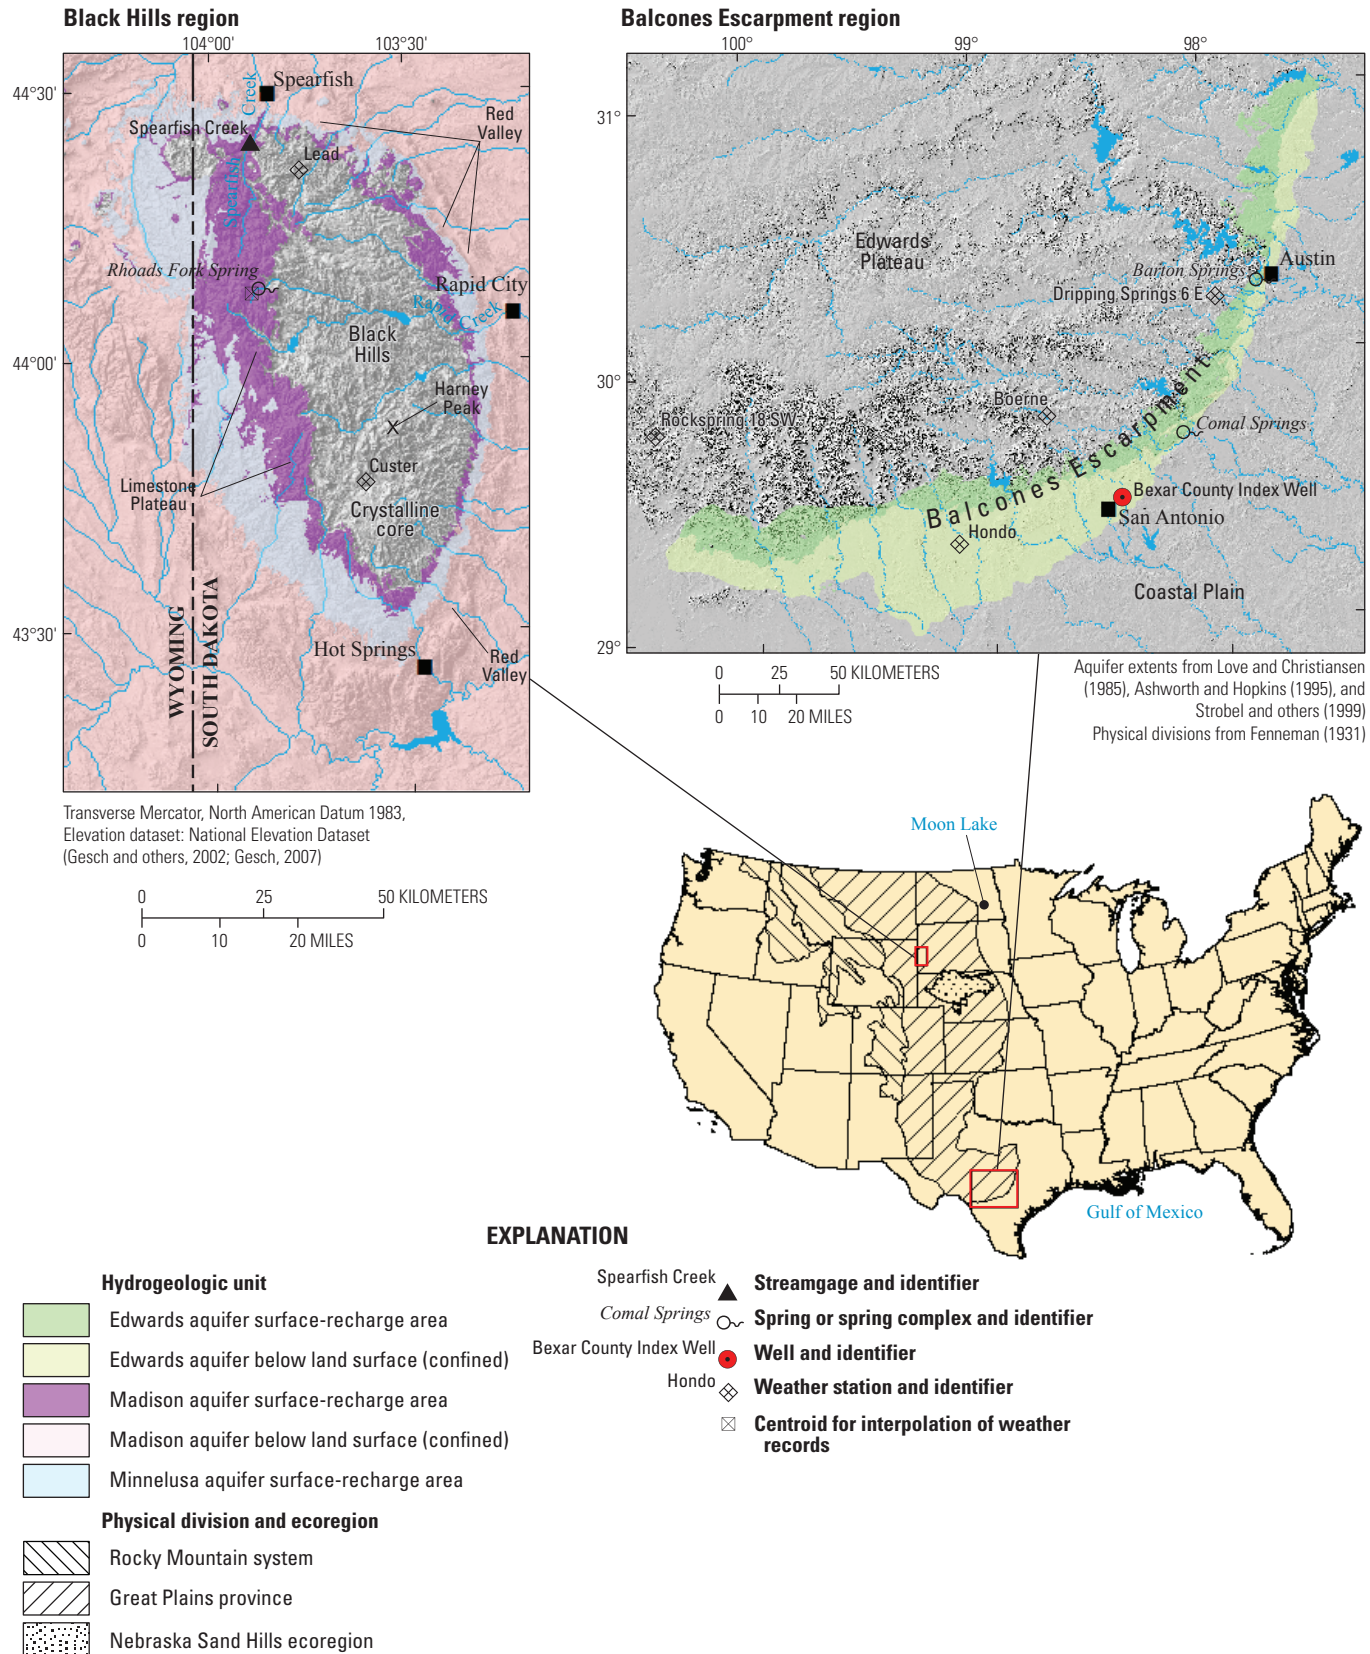 Black Hills region
104°00'
103°30'
44°30'
44°00'
43°30'
Spearfish
Creek
Spearfish Creek
Spearfish
Lead
Red
Valley
Rhoads Fork Spring
Rapid City
Rapid Creek
Black
Hills
Harney
Peak
Custer
Limestone
Plateau
Crystalline
core
WYOMING
SOUTH DAKOTA
Hot Springs
Red
Valley
Transverse Mercator, North American Datum 1983,
Elevation dataset: National Elevation Dataset
(Gesch and others, 2002; Gesch, 2007)
0 25 50 KILOMETERS
0 10 20 MILES
Balcones Escarpment region
100°
99°
98°
31°
30°
29°
Edwards
Plateau
Austin
Barton Springs
Dripping Springs 6 E
Boerne
Rockspring 18 SW
Comal Springs
Balcones Escarpment
Bexar County Index Well
San Antonio
Hondo
Coastal Plain
0 25 50 KILOMETERS
0 10 20 MILES
Aquifer extents from Love and Christiansen
(1985), Ashworth and Hopkins (1995), and
Strobel and others (1999)
Physical divisions from Fenneman (1931)
Moon Lake
Gulf of Mexico
EXPLANATION
Hydrogeologic unit
Edwards aquifer surface-recharge area
Edwards aquifer below land surface (confined)
Madison aquifer surface-recharge area
Madison aquifer below land surface (confined)
Minnelusa aquifer surface-recharge area
Physical division and ecoregion
Rocky Mountain system
Great Plains province
Nebraska Sand Hills ecoregion
Spearfish Creek Streamgage and identifier
Comal Springs Spring or spring complex and identifier
Bexar County Index Well Well and identifier
Hondo Weather station and identifier
Centroid for interpolation of weather
records